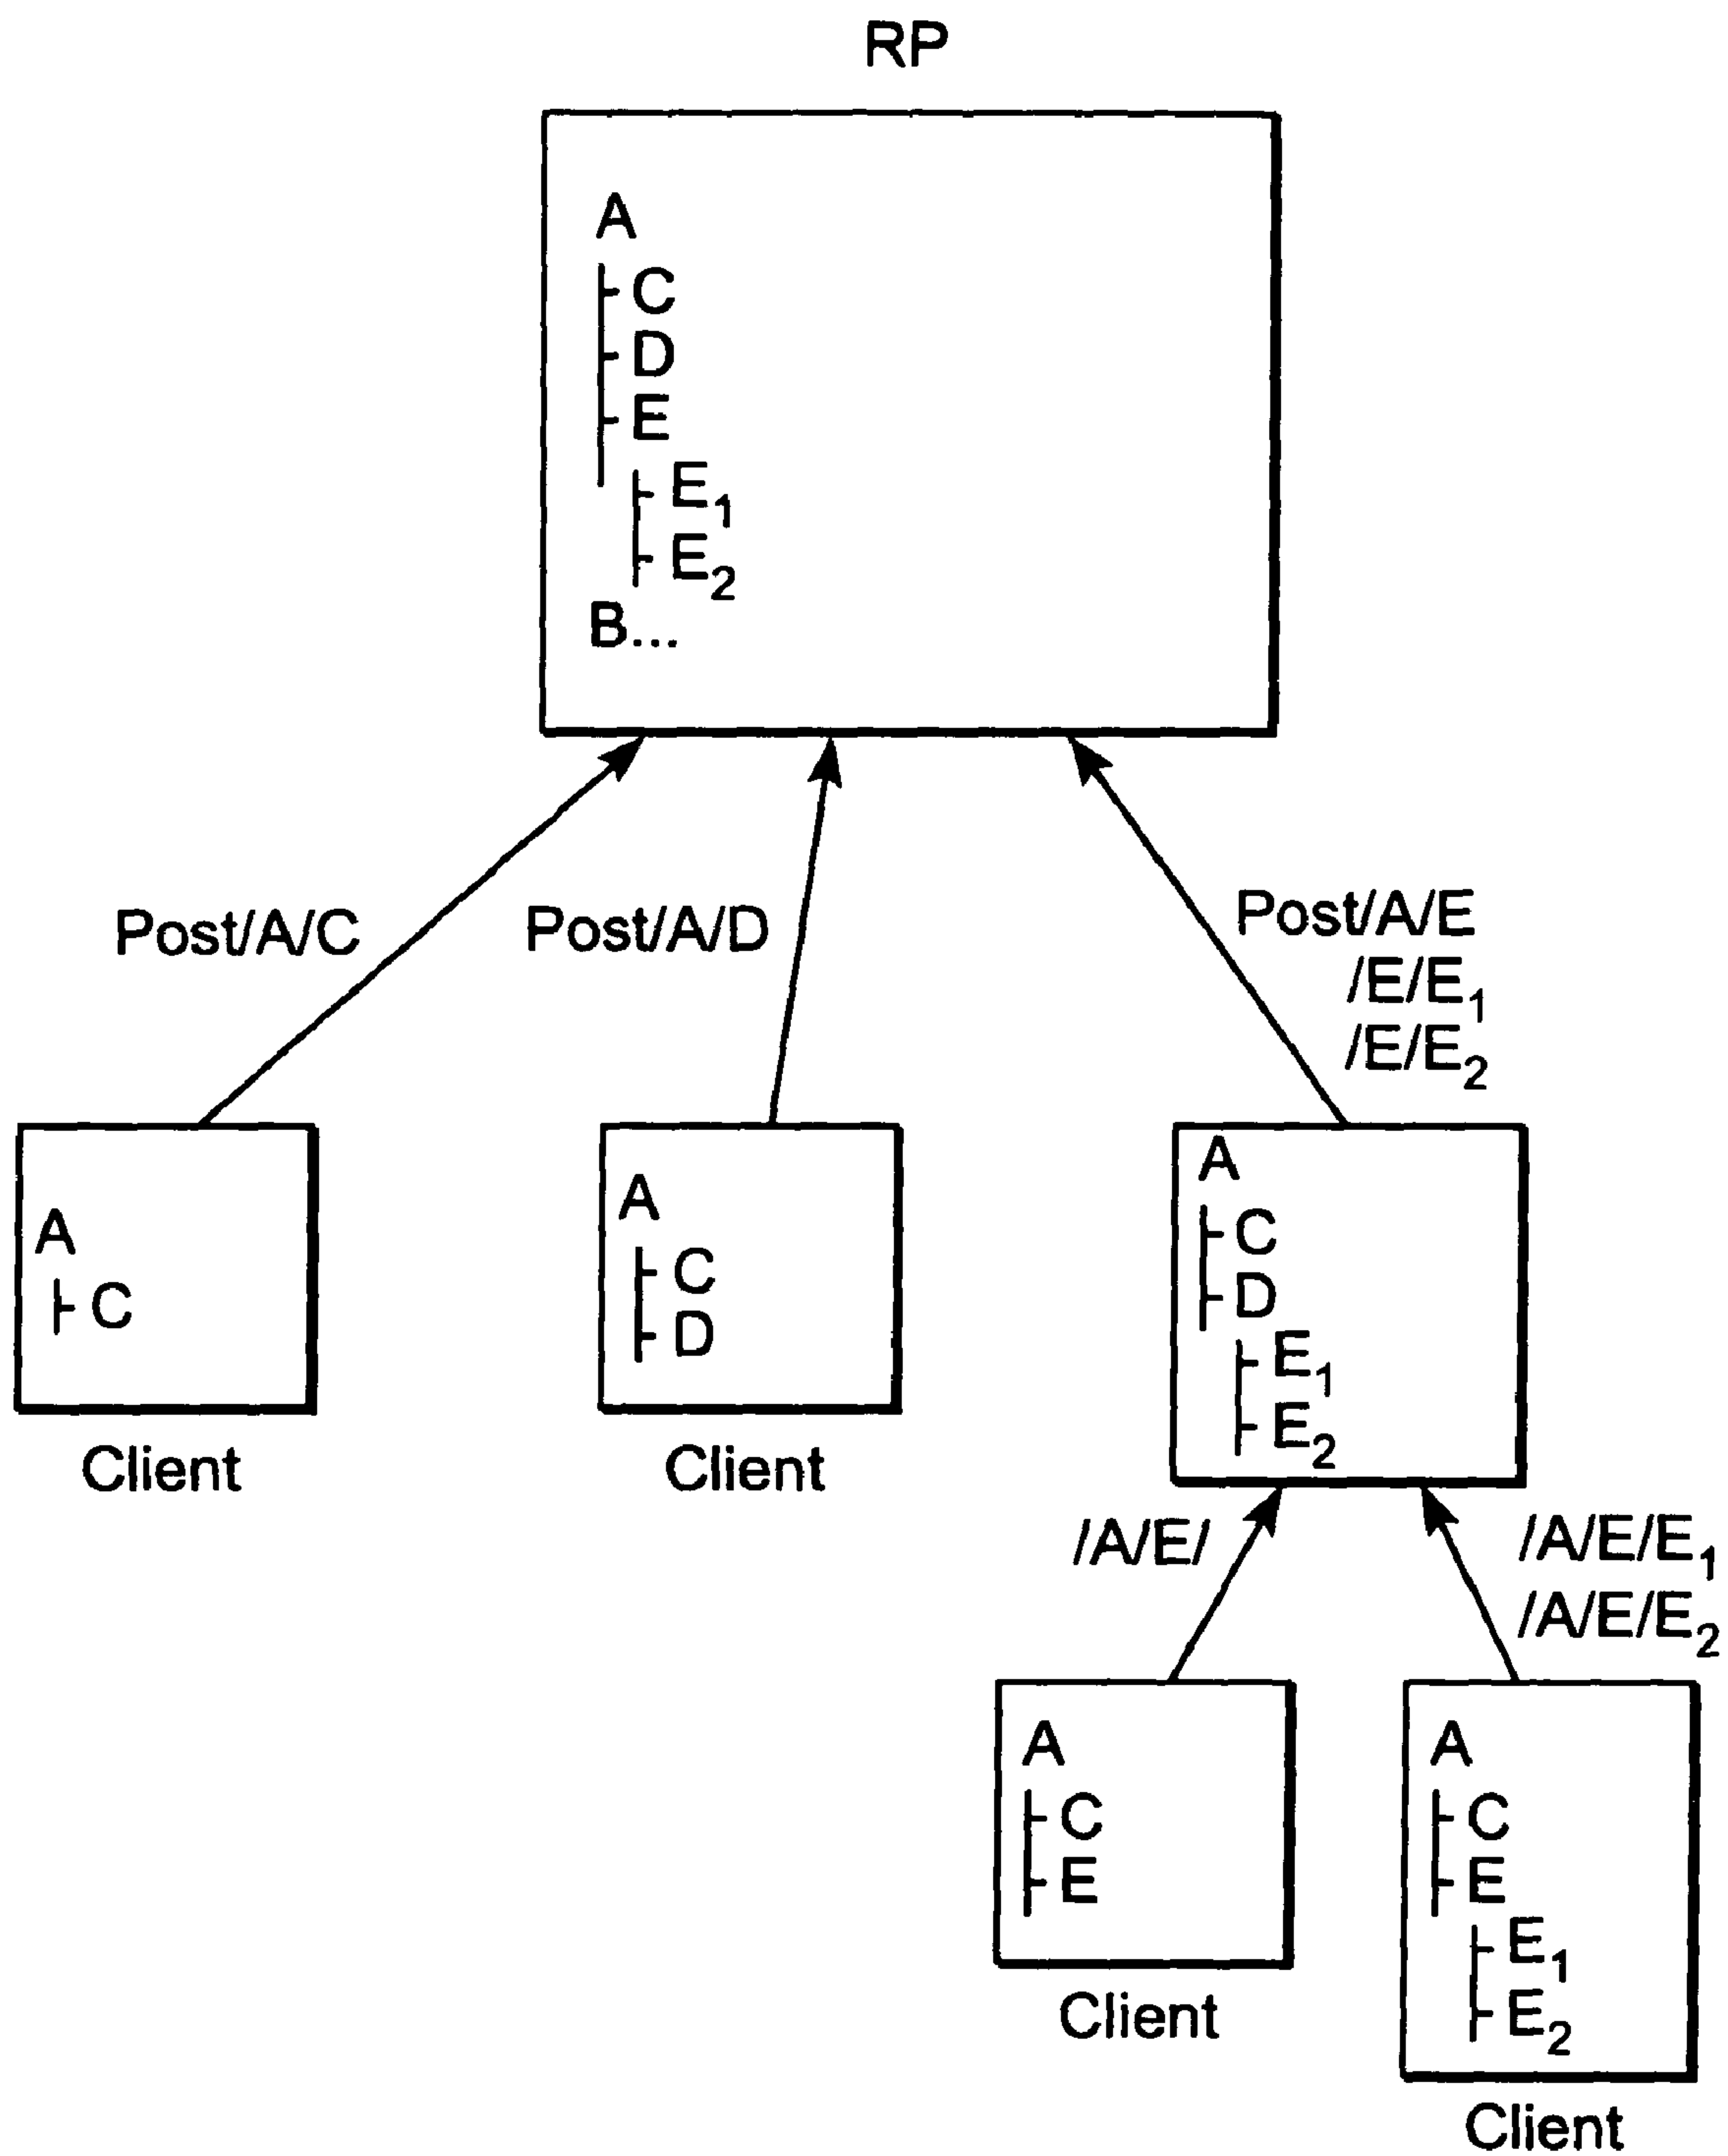 RP
A
C
D
E
E₁
E₂
B...
Post/A/C
Post/A/D
Post/A/E
/E/E₁
/E/E₂
A
C
Client
A
C
D
Client
A
C
D
E₁
E₂
/A/E/
/A/E/E₁
/A/E/E₂
A
C
E
Client
A
C
E
E₁
E₂
Client